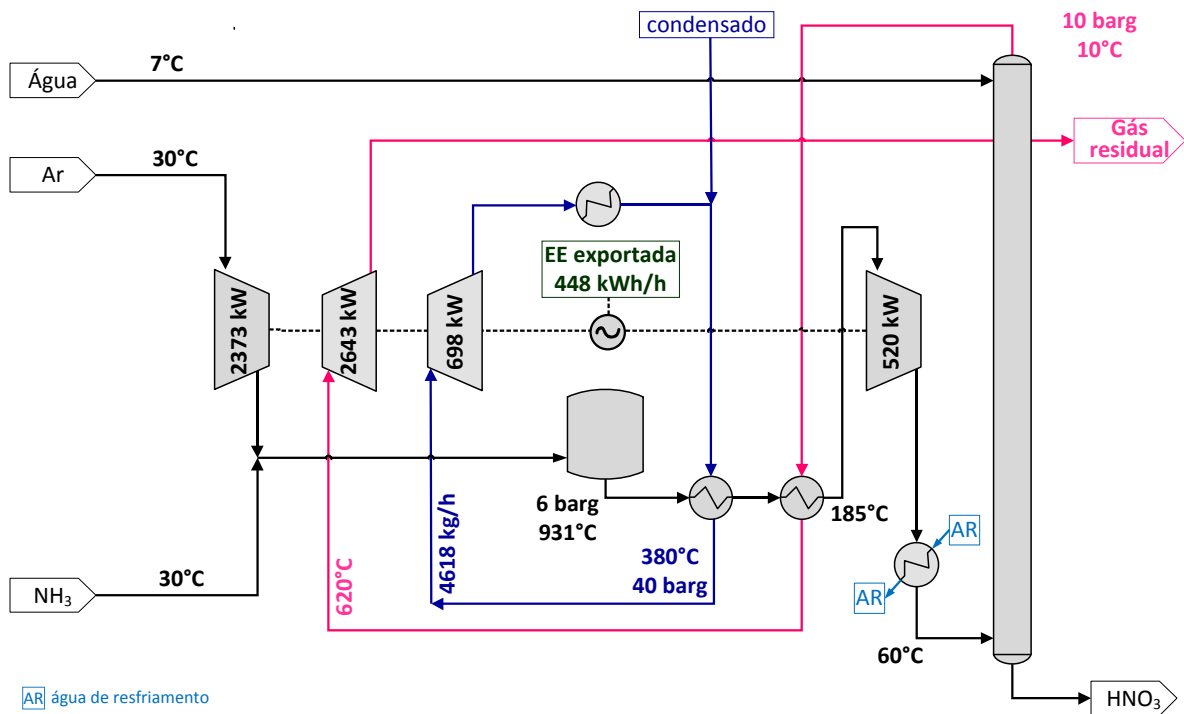 condensado
10 barg
10°C
7°C
Água
Gás
residual
30°C
Ar
EE exportada
448 kWh/h
2373 kW
2643 kW
698 kW
520 kW
6 barg
931°C
185°C
4618 kg/h
380°C
40 barg
AR
AR
620°C
30°C
NH₃
60°C
AR água de resfriamento
HNO₃